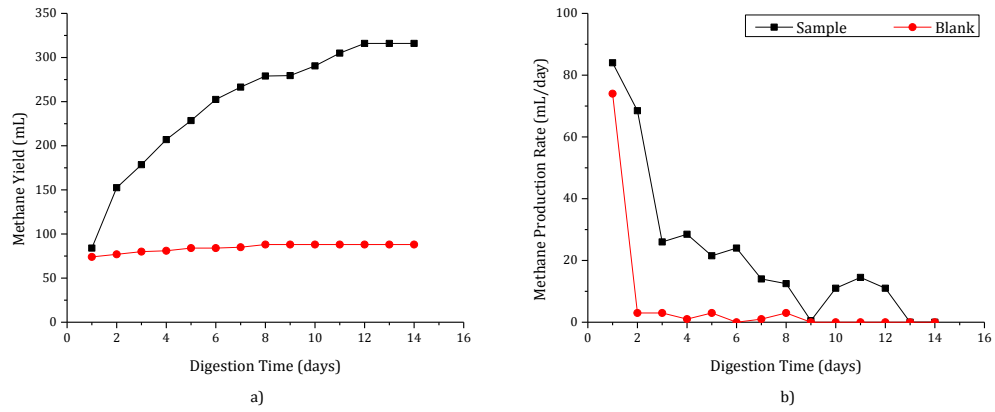 Methane Yield (mL)
350
300
250
200
150
100
50
0
0 2 4 6 8 10 12 14 16
Digestion Time (days)
a)
Sample Blank
Methane Production Rate (mL/day)
100
80
60
40
20
0
0 2 4 6 8 10 12 14 16
Digestion Time (days)
b)